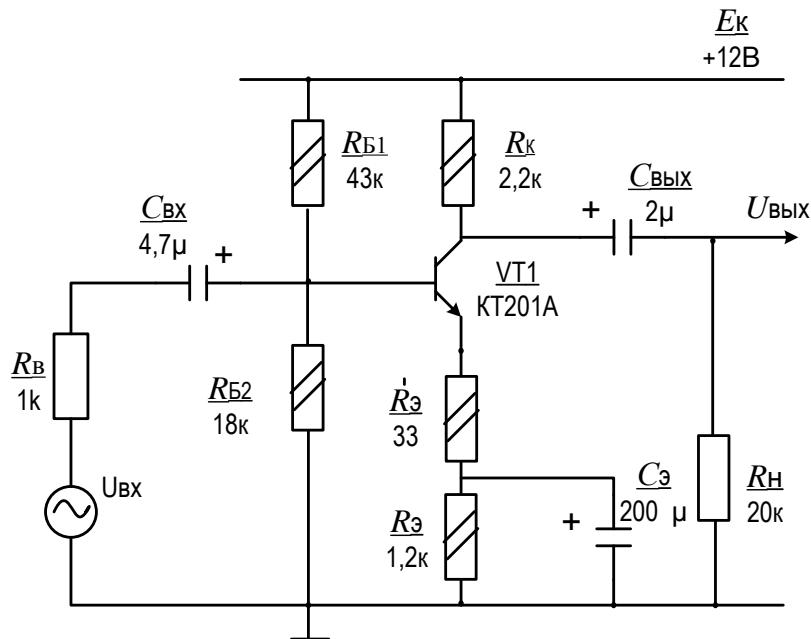 Eк
+12В
RБ1
43к
Rк
2,2к
Cвх
4,7µ
+
+
Cвых
2µ
Uвых
VT1
КТ201А
Rв
1k
RБ2
18к
R'э
33
Uвх
Rэ
1,2к
+
Cэ
200 µ
Rн
20к